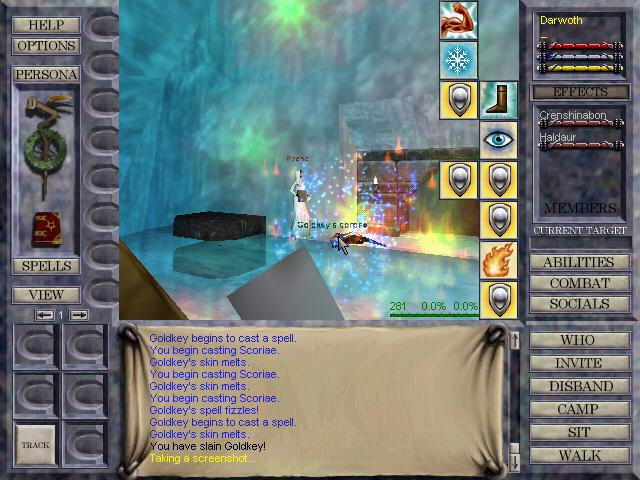 HELP
OPTIONS
PERSONA
SPELLS
VIEW
1
TRACK
Goldkey's corpse
281 0.0% 0.0%
Darwoth
EFFECTS
Crenshinabon
Haldaur
MEMBERS
CURRENT TARGET
ABILITIES
COMBAT
SOCIALS
WHO
INVITE
DISBAND
CAMP
SIT
WALK
Goldkey begins to cast a spell.
You begin casting Scoriae.
Goldkey's skin melts.
You begin casting Scoriae.
Goldkey's skin melts.
You begin casting Scoriae.
Goldkey's spell fizzles!
Goldkey begins to cast a spell.
Goldkey's skin melts.
You have slain Goldkey!
Taking a screenshot...